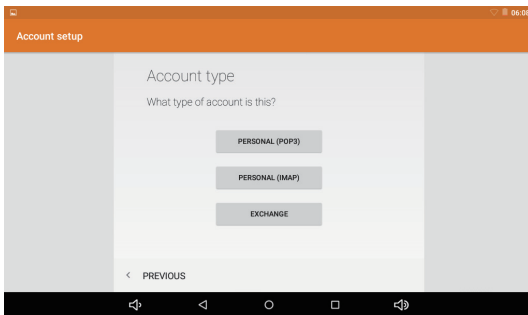 06:08
Account setup
Account type
What type of account is this?
PERSONAL (POP3)
PERSONAL (IMAP)
EXCHANGE
PREVIOUS